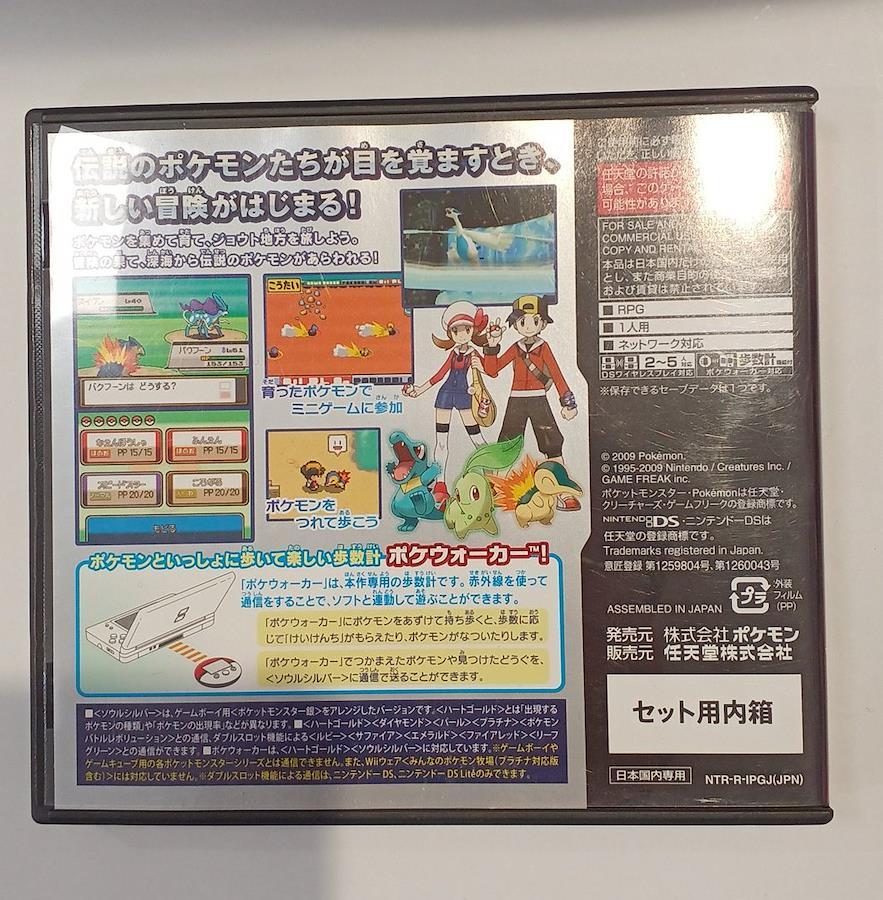 伝説のポケモンたちが目を覚ますとき、
新しい冒険がはじまる!
ポケモンを集めて育て、ジョウト地方を旅しよう。
冒険の果て、深海から伝説のポケモンがあらわれる!
スイクン Lv40
バクフーン Lv51
HP
153/153
バクフーンは どうする?
ふんえん
ほのお PP15/15
PP15/15
スピードスター
ノーマル PP20/20
ころがる
PP20/20
もどる
こうたい
育ったポケモンで
ミニゲームに参加
ポケモンを
つれて歩こう
ポケモンといっしょに歩いて楽しい歩数計 ポケウォーカー™!
「ポケウォーカー」は、本作専用の歩数計です。赤外線を使って
通信をすることで、ソフトと連動して遊ぶことができます。
「ポケウォーカー」にポケモンをあずけて持ち歩くと、歩数に応
じて「けいけんち」がもらえたり、ポケモンがなついたりします。
「ポケウォーカー」でつかまえたポケモンや見つけたどうぐを、
<ソウルシルバー>に通信で送ることができます。
■<ソウルシルバー>は、ゲームボーイ用<ポケットモンスター銀>をアレンジしたバージョンです。<ハートゴールド>とは「出現する
ポケモンの種類」や「ポケモンの出現率」などが異なります。■<ハートゴールド><ダイヤモンド><パール><プラチナ><ポケモン
バトルレボリューション>との通信、ダブルスロット機能による<ルビー><サファイア><エメラルド><ファイアレッド><リーフ
グリーン>との通信ができます。■ポケウォーカーは、<ハートゴールド><ソウルシルバー>に対応しています。※ゲームボーイや
ゲームキューブ用の各ポケットモンスターシリーズとは通信できません。また、Wiiウェア<みんなのポケモン牧場(プラチナ対応版
含む)>には対応していません。※ダブルスロット機能による通信は、ニンテンドーDS、ニンテンドーDS Liteのみできます。
任天堂の許諾
場合、このゲー
可能性があり
FOR SALE AND
COMMERCIAL USE
COPY AND RENTA
本品は日本国内だけ
とし、また商業目的の
および賃貸は禁止され
■ RPG
■ 1人用
■ ネットワーク対応
2~5人対応
DSワイヤレスプレイ対応
歩数計
ポケウォーカー対応
※保存できるセーブデータは1つです。
© 2009 Pokémon.
© 1995-2009 Nintendo / Creatures Inc. /
GAME FREAK inc.
ポケットモンスター・Pokémonは任天堂・
クリーチャーズ・ゲームフリークの登録商標です。
NINTENDO DS・ニンテンドーDSは
任天堂の登録商標です。
Trademarks registered in Japan.
意匠登録 第1259804号、第1260043号
ASSEMBLED IN JAPAN
プラ
:外装
フィルム
(PP)
発売元 株式会社ポケモン
販売元 任天堂株式会社
セット用内箱
日本国内専用
NTR-R-IPGJ(JPN)